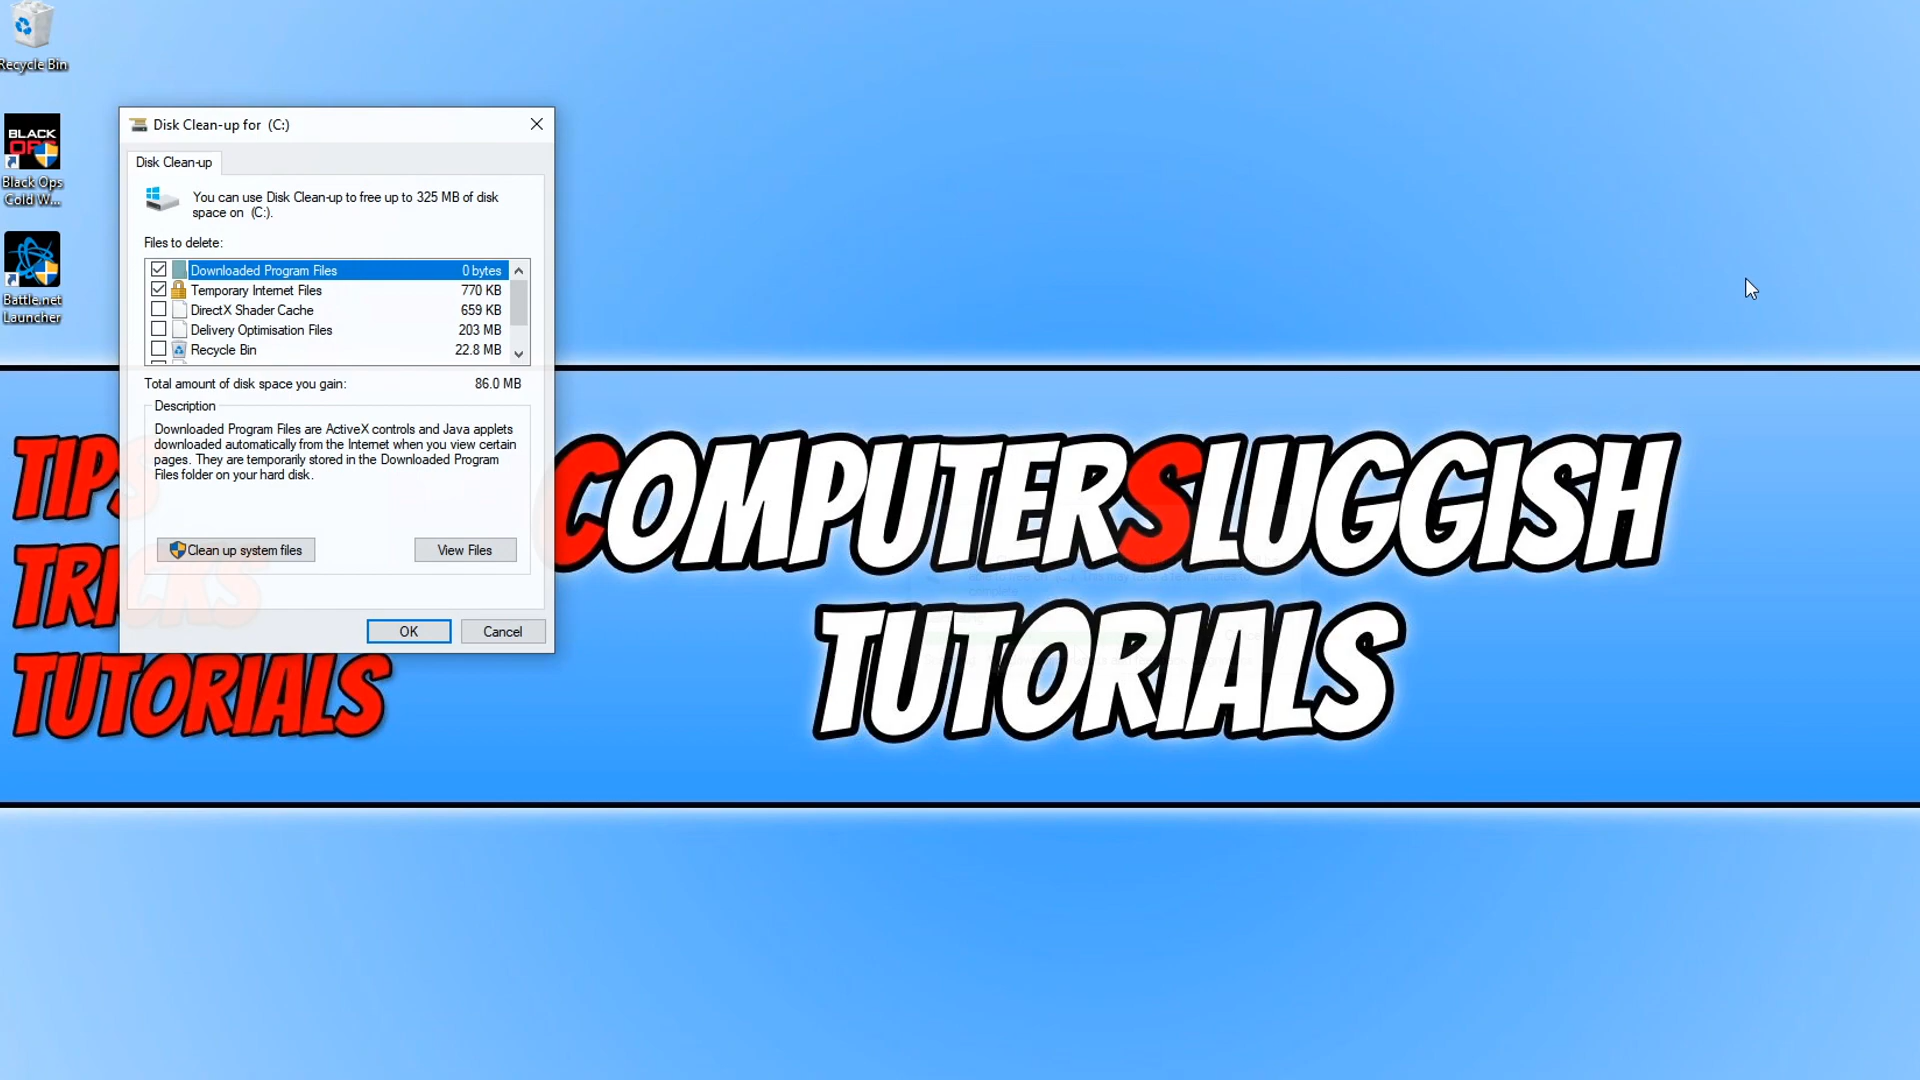 Recycle Bin
BLACK
OPS
Black Ops
Cold W...
Battle.net
Launcher
Disk Clean-up for (C:)
Disk Clean-up
You can use Disk Clean-up to free up to 325 MB of disk
space on (C:).
Files to delete:
Downloaded Program Files 0 bytes
Temporary Internet Files 770 KB
DirectX Shader Cache 659 KB
Delivery Optimisation Files 203 MB
Recycle Bin 22.8 MB
Total amount of disk space you gain: 86.0 MB
Description
Downloaded Program Files are ActiveX controls and Java applets
downloaded automatically from the Internet when you view certain
pages. They are temporarily stored in the Downloaded Program
Files folder on your hard disk.
Clean up system files View Files
OK Cancel
TIPS
TRICKS
TUTORIALS
COMPUTERSLUGGISH
TUTORIALS